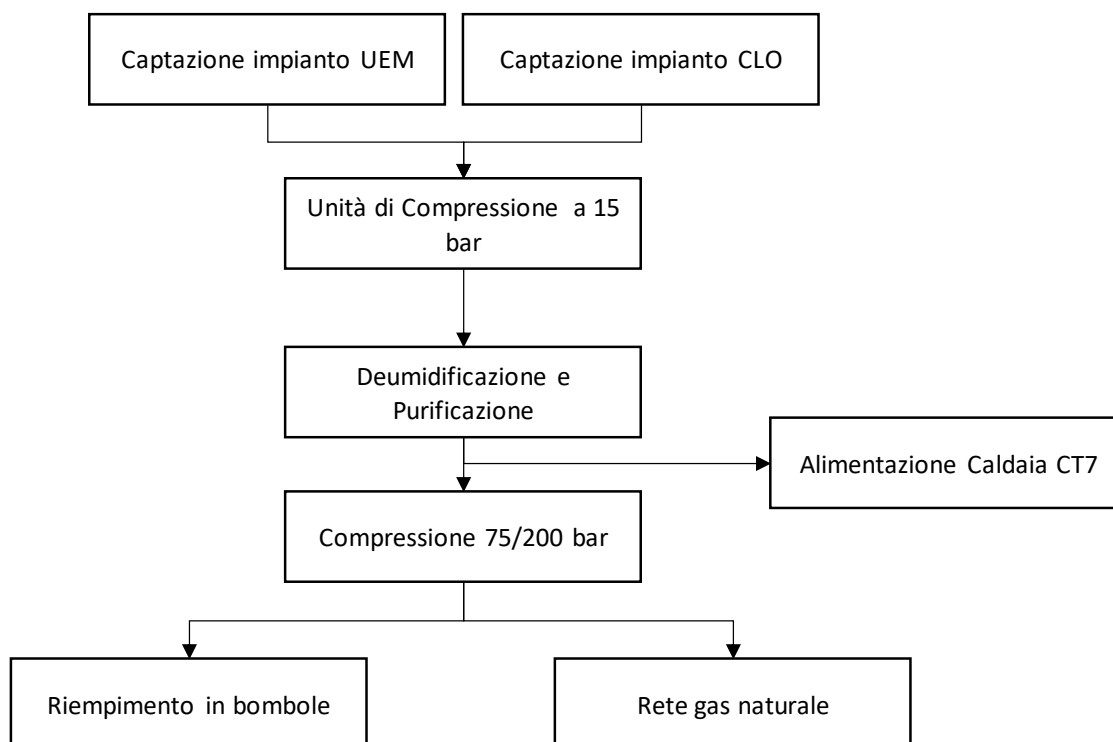 Captazione impianto UEM
Captazione impianto CLO
Unità di Compressione a 15
bar
Deumidificazione e
Purificazione
Alimentazione Caldaia CT7
Compressione 75/200 bar
Riempimento in bombole
Rete gas naturale